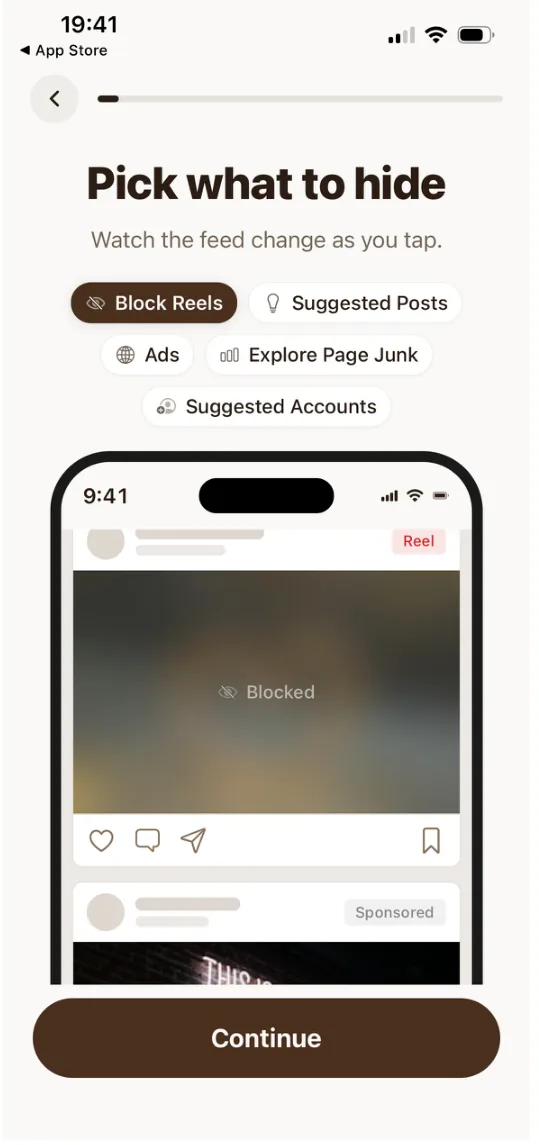 19:41
◀ App Store
Pick what to hide
Watch the feed change as you tap.
Block Reels
Suggested Posts
Ads
Explore Page Junk
Suggested Accounts
9:41
Reel
Blocked
Sponsored
THIS
Continue